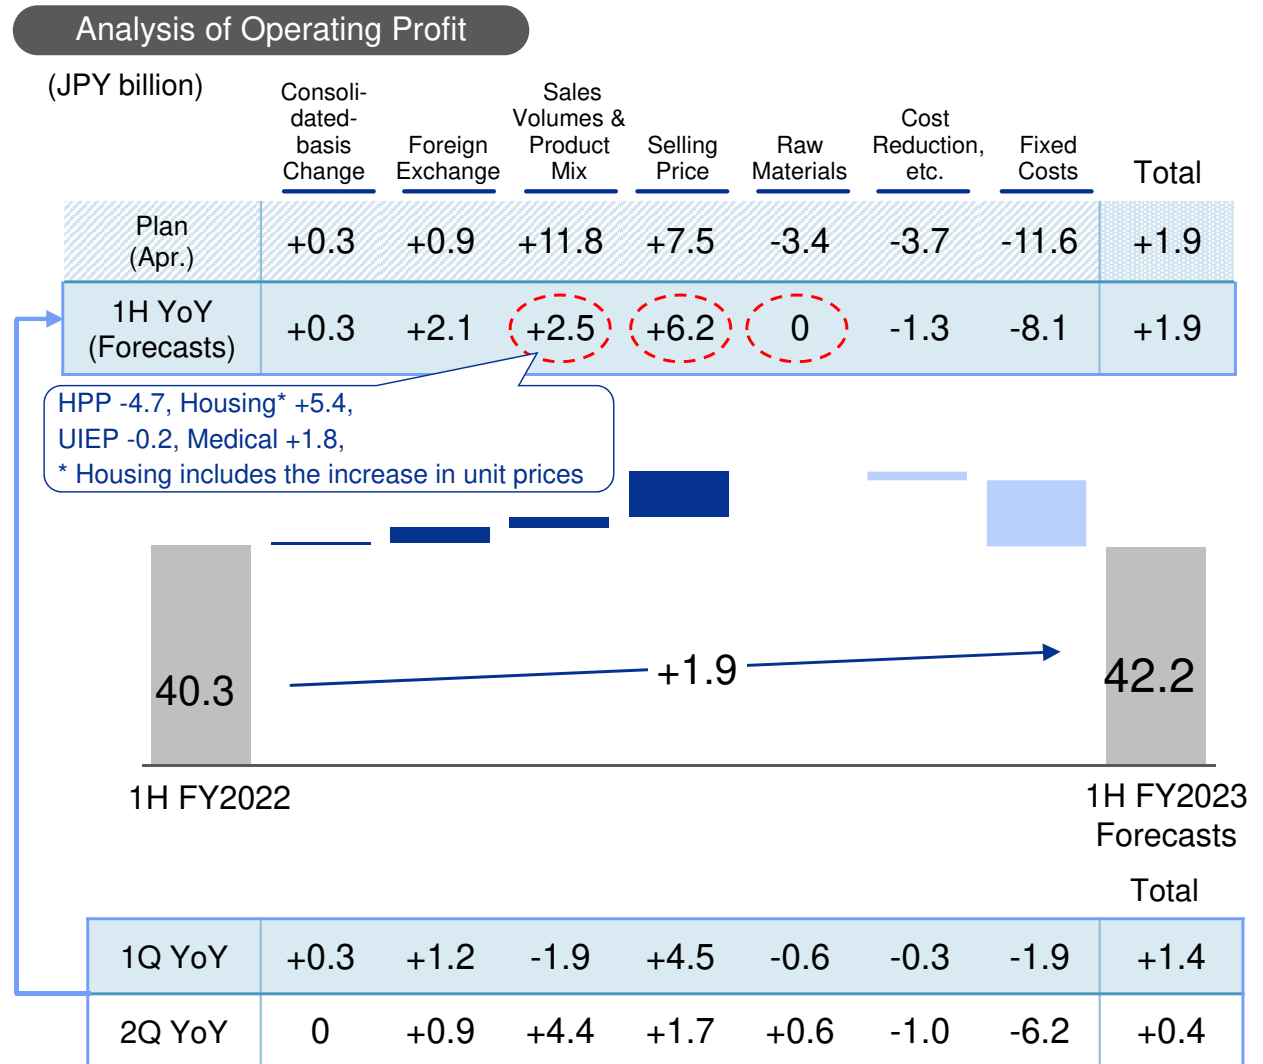 Analysis of Operating Profit
(JPY billion)
Consoli-
dated-
basis
Change
Foreign
Exchange
Sales
Volumes &
Product
Mix
Selling
Price
Raw
Materials
Cost
Reduction,
etc.
Fixed
Costs
Total
Plan
(Apr.)
+0.3 +0.9 +11.8 +7.5 -3.4 -3.7 -11.6 +1.9
1H YoY
(Forecasts)
+0.3 +2.1 +2.5 +6.2 0 -1.3 -8.1 +1.9
HPP -4.7, Housing* +5.4,
UIEP -0.2, Medical +1.8,
* Housing includes the increase in unit prices
40.3
+1.9
42.2
1H FY2022
1H FY2023
Forecasts
Total
1Q YoY +0.3 +1.2 -1.9 +4.5 -0.6 -0.3 -1.9 +1.4
2Q YoY 0 +0.9 +4.4 +1.7 +0.6 -1.0 -6.2 +0.4